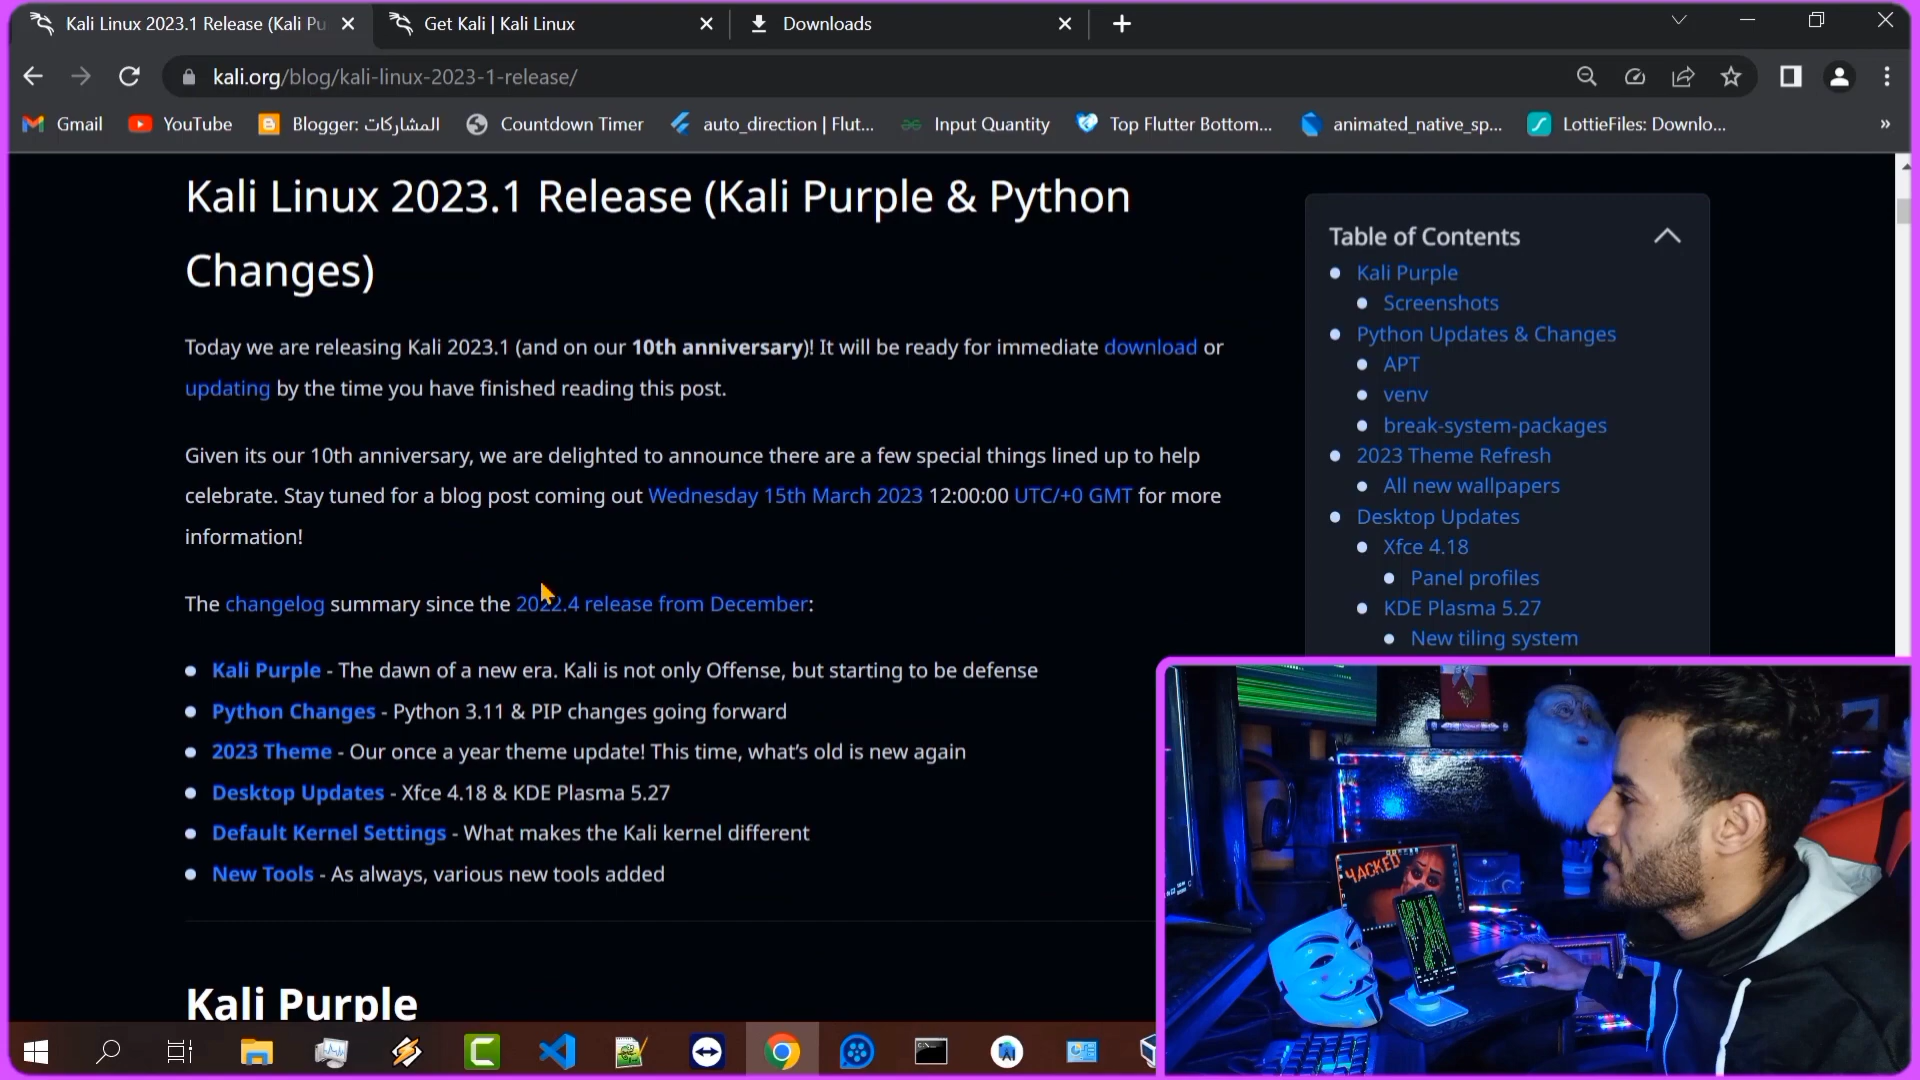 Kali Linux 2023.1 Release (Kali Pu
Get Kali | Kali Linux
Downloads
kali.org/blog/kali-linux-2023-1-release/
Gmail
YouTube
Blogger: المشاركات
Countdown Timer
auto_direction | Flut...
Input Quantity
Top Flutter Bottom...
animated_native_sp...
LottieFiles: Downlo...
»
Kali Linux 2023.1 Release (Kali Purple & Python
Changes)
Today we are releasing Kali 2023.1 (and on our 10th anniversary)! It will be ready for immediate download or
updating by the time you have finished reading this post.
Given its our 10th anniversary, we are delighted to announce there are a few special things lined up to help
celebrate. Stay tuned for a blog post coming out Wednesday 15th March 2023 12:00:00 UTC/+0 GMT for more
information!
The changelog summary since the 2022.4 release from December:
Kali Purple - The dawn of a new era. Kali is not only Offense, but starting to be defense
Python Changes - Python 3.11 & PIP changes going forward
2023 Theme - Our once a year theme update! This time, what's old is new again
Desktop Updates - Xfce 4.18 & KDE Plasma 5.27
Default Kernel Settings - What makes the Kali kernel different
New Tools - As always, various new tools added
Kali Purple
Table of Contents
Kali Purple
Screenshots
Python Updates & Changes
APT
venv
break-system-packages
2023 Theme Refresh
All new wallpapers
Desktop Updates
Xfce 4.18
Panel profiles
KDE Plasma 5.27
New tiling system
HACKED